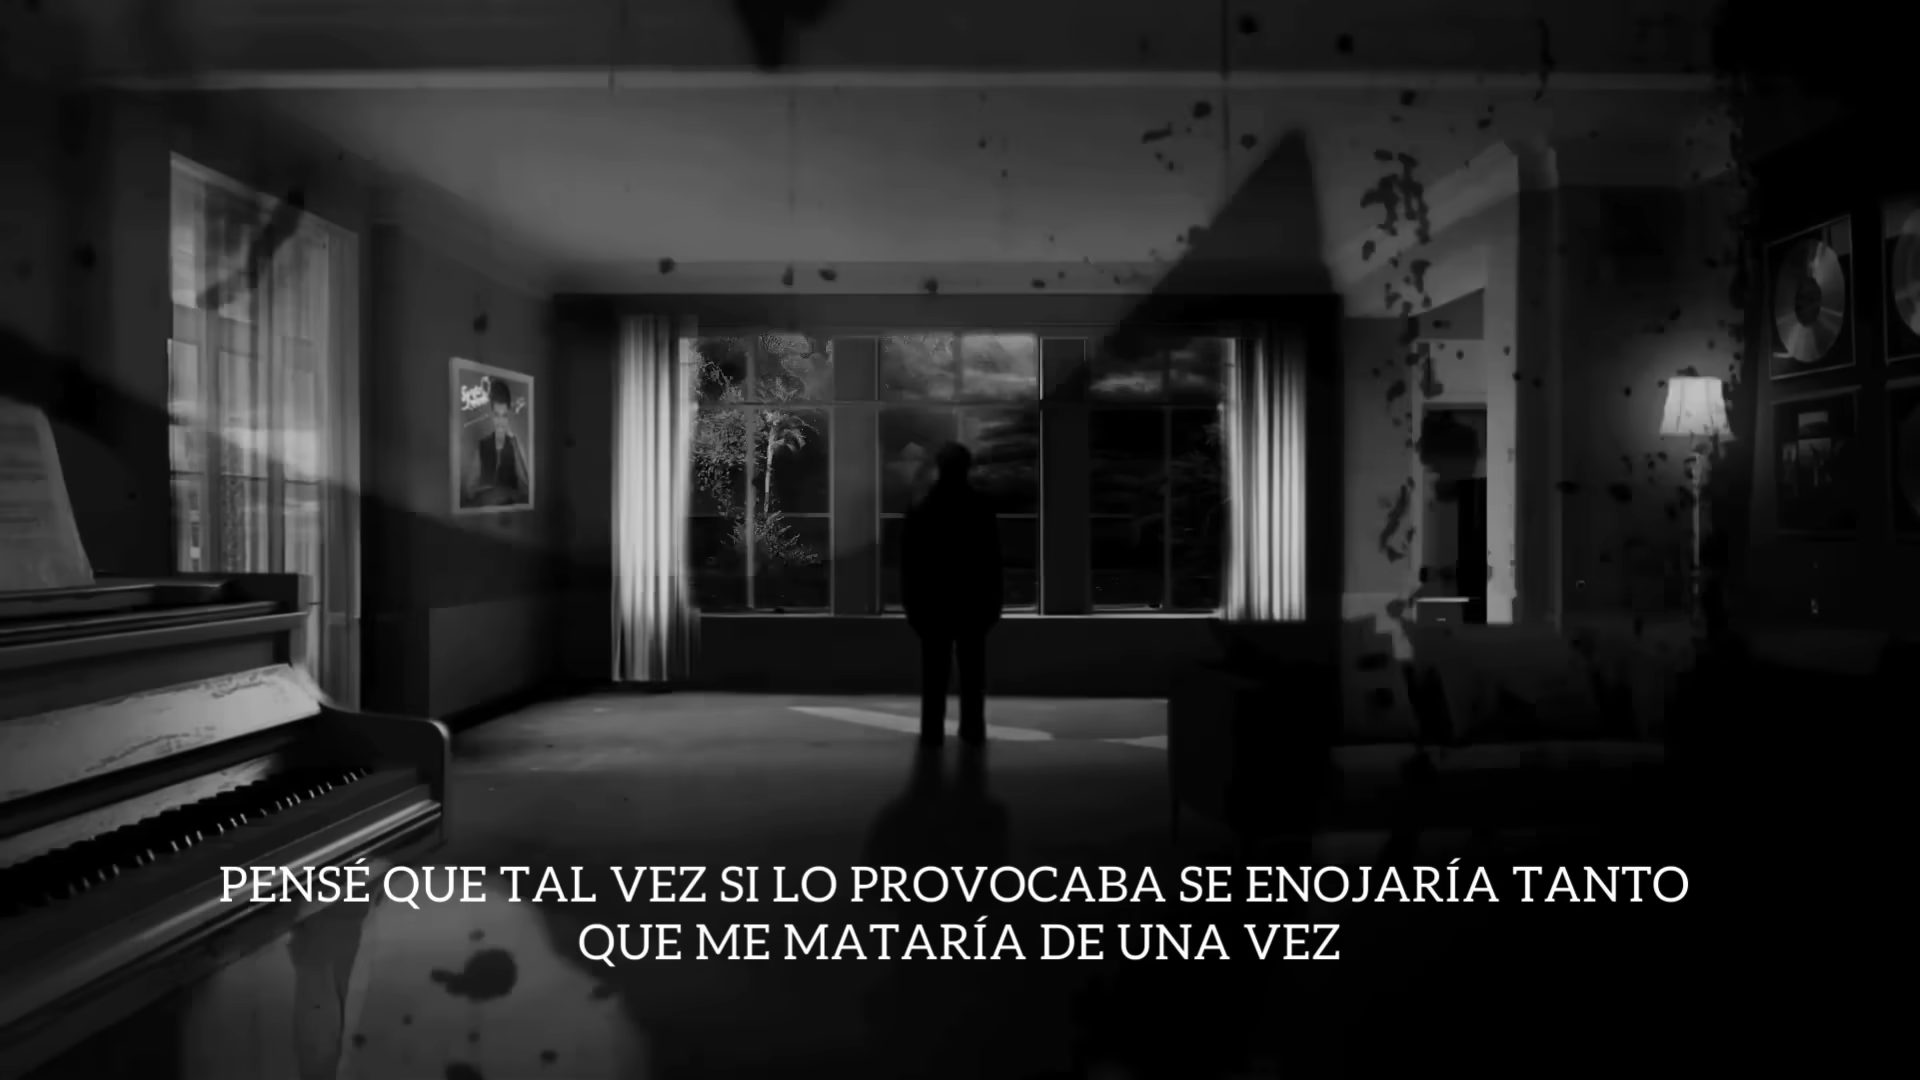 PENSÉ QUE TAL VEZ SI LO PROVOCABA SE ENOJARÍA TANTO
QUE ME MATARÍA DE UNA VEZ